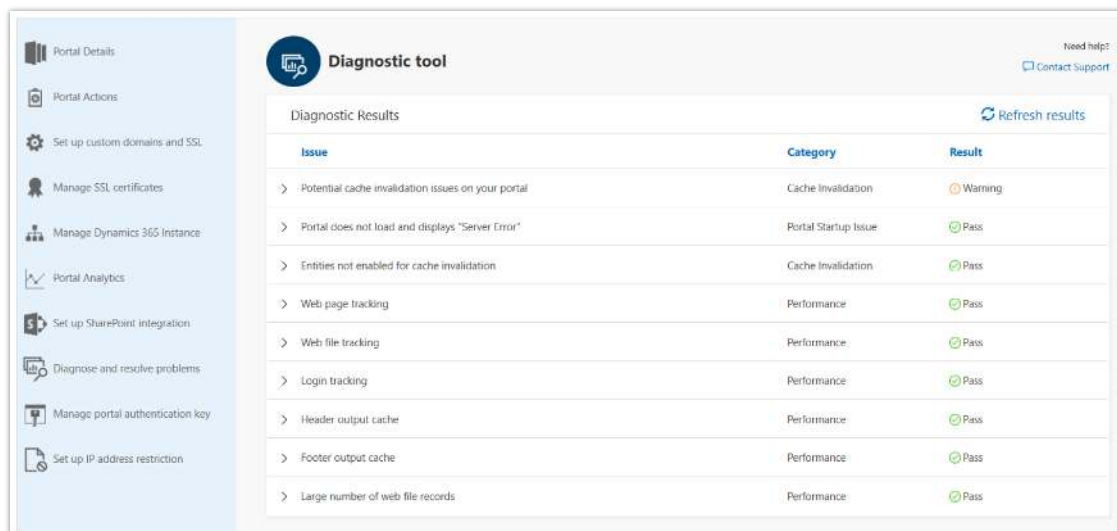 Portal Details
Portal Actions
Set up custom domains and SSL
Manage SSL certificates
Manage Dynamics 365 Instance
Portal Analytics
Set up SharePoint integration
Diagnose and resolve problems
Manage portal authentication key
Set up IP address restriction
Diagnostic tool
Need help?
Contact Support
Diagnostic Results
Refresh results
Issue Category Result
Potential cache invalidation issues on your portal Cache Invalidation Warning
Portal does not load and displays "Server Error" Portal Startup Issue Pass
Entities not enabled for cache invalidation Cache Invalidation Pass
Web page tracking Performance Pass
Web file tracking Performance Pass
Login tracking Performance Pass
Header output cache Performance Pass
Footer output cache Performance Pass
Large number of web file records Performance Pass